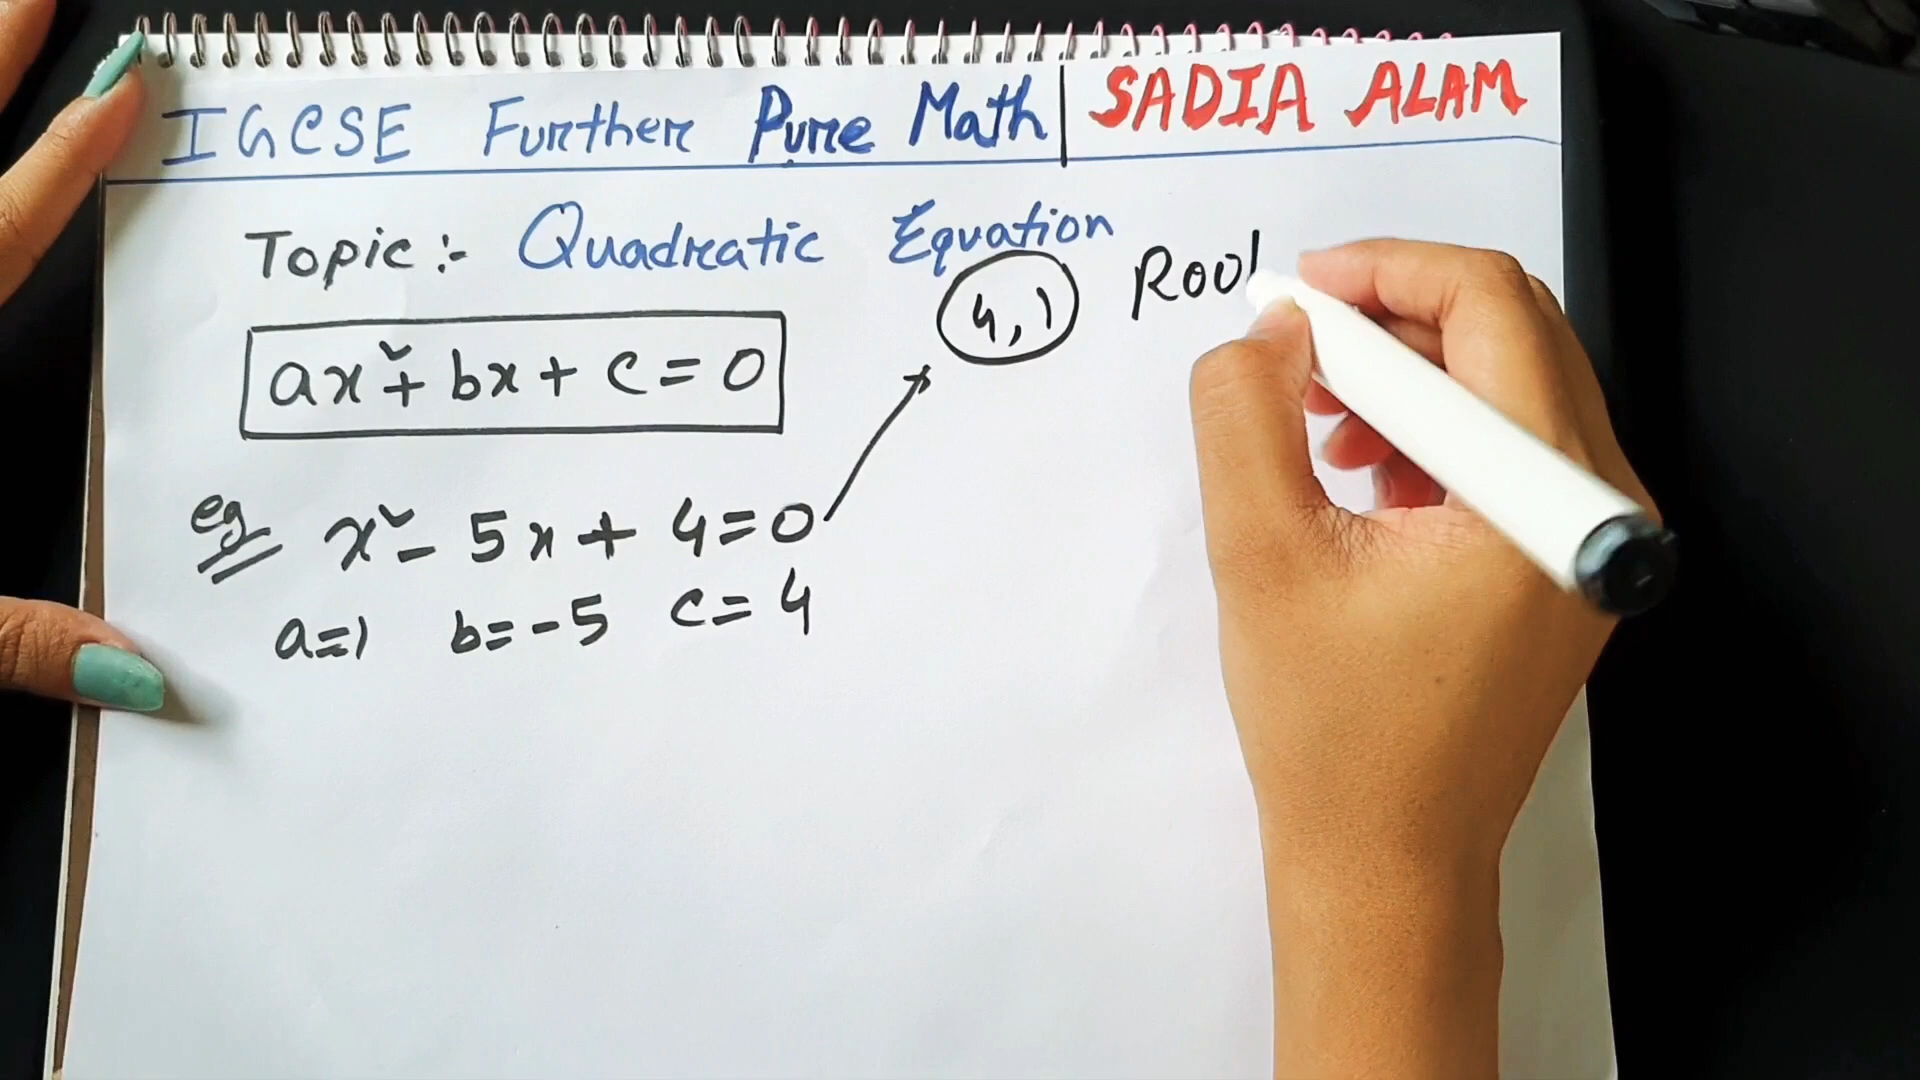 IGCSE Further Pure Math | SADIA ALAM
Topic :- Quadratic Equation
ax² + bx + c = 0
4, 1
eg x² - 5x + 4 = 0
a=1 b=-5 c=4